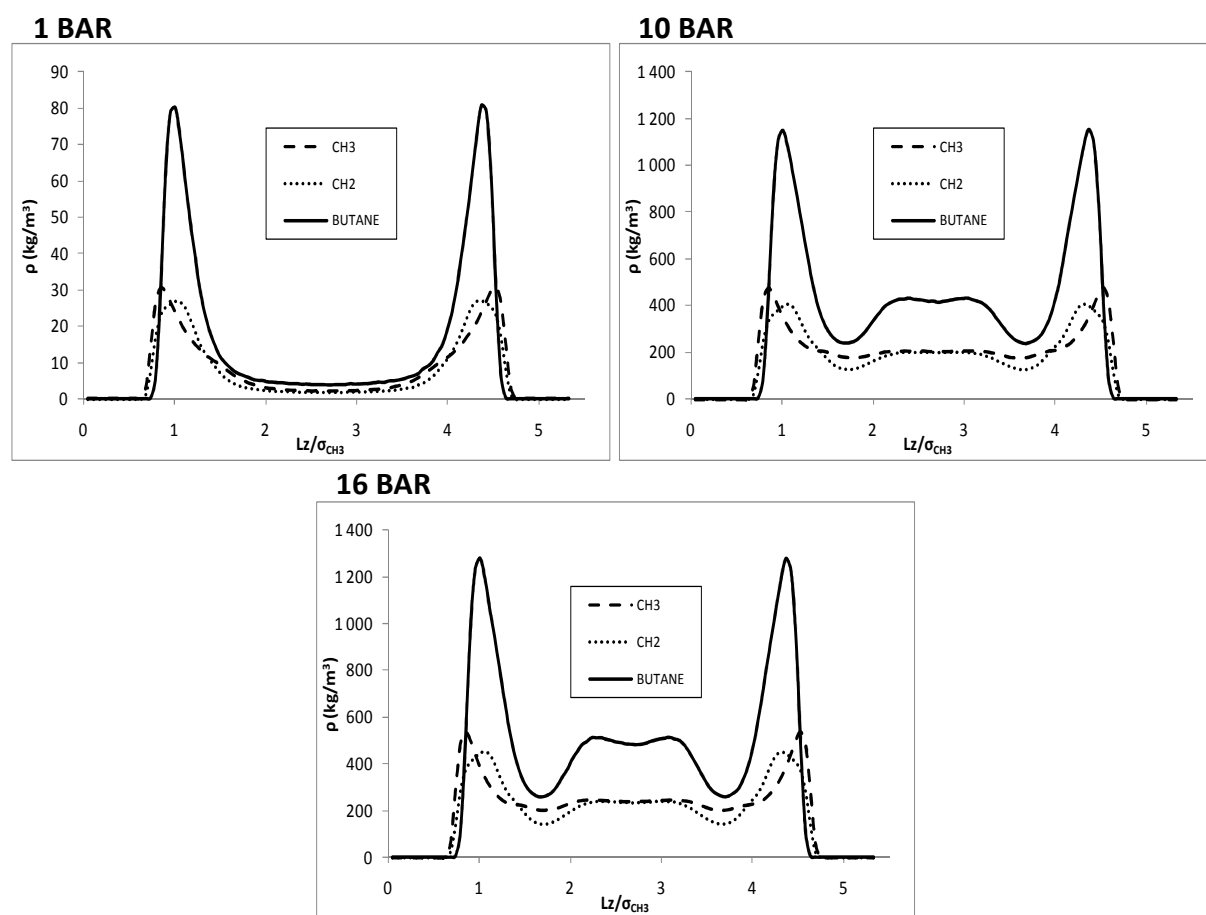 1 BAR
90
80
70
60
50
40
30
20
10
0
ρ (kg/m³)
CH3
CH2
BUTANE
0 1 2 3 4 5
Lz/σCH3
10 BAR
1 400
1 200
1 000
800
600
400
200
0
ρ (kg/m³)
CH3
CH2
BUTANE
0 1 2 3 4 5
Lz/σCH3
16 BAR
1 400
1 200
1 000
800
600
400
200
0
ρ (kg/m³)
CH3
CH2
BUTANE
0 1 2 3 4 5
Lz/σCH3